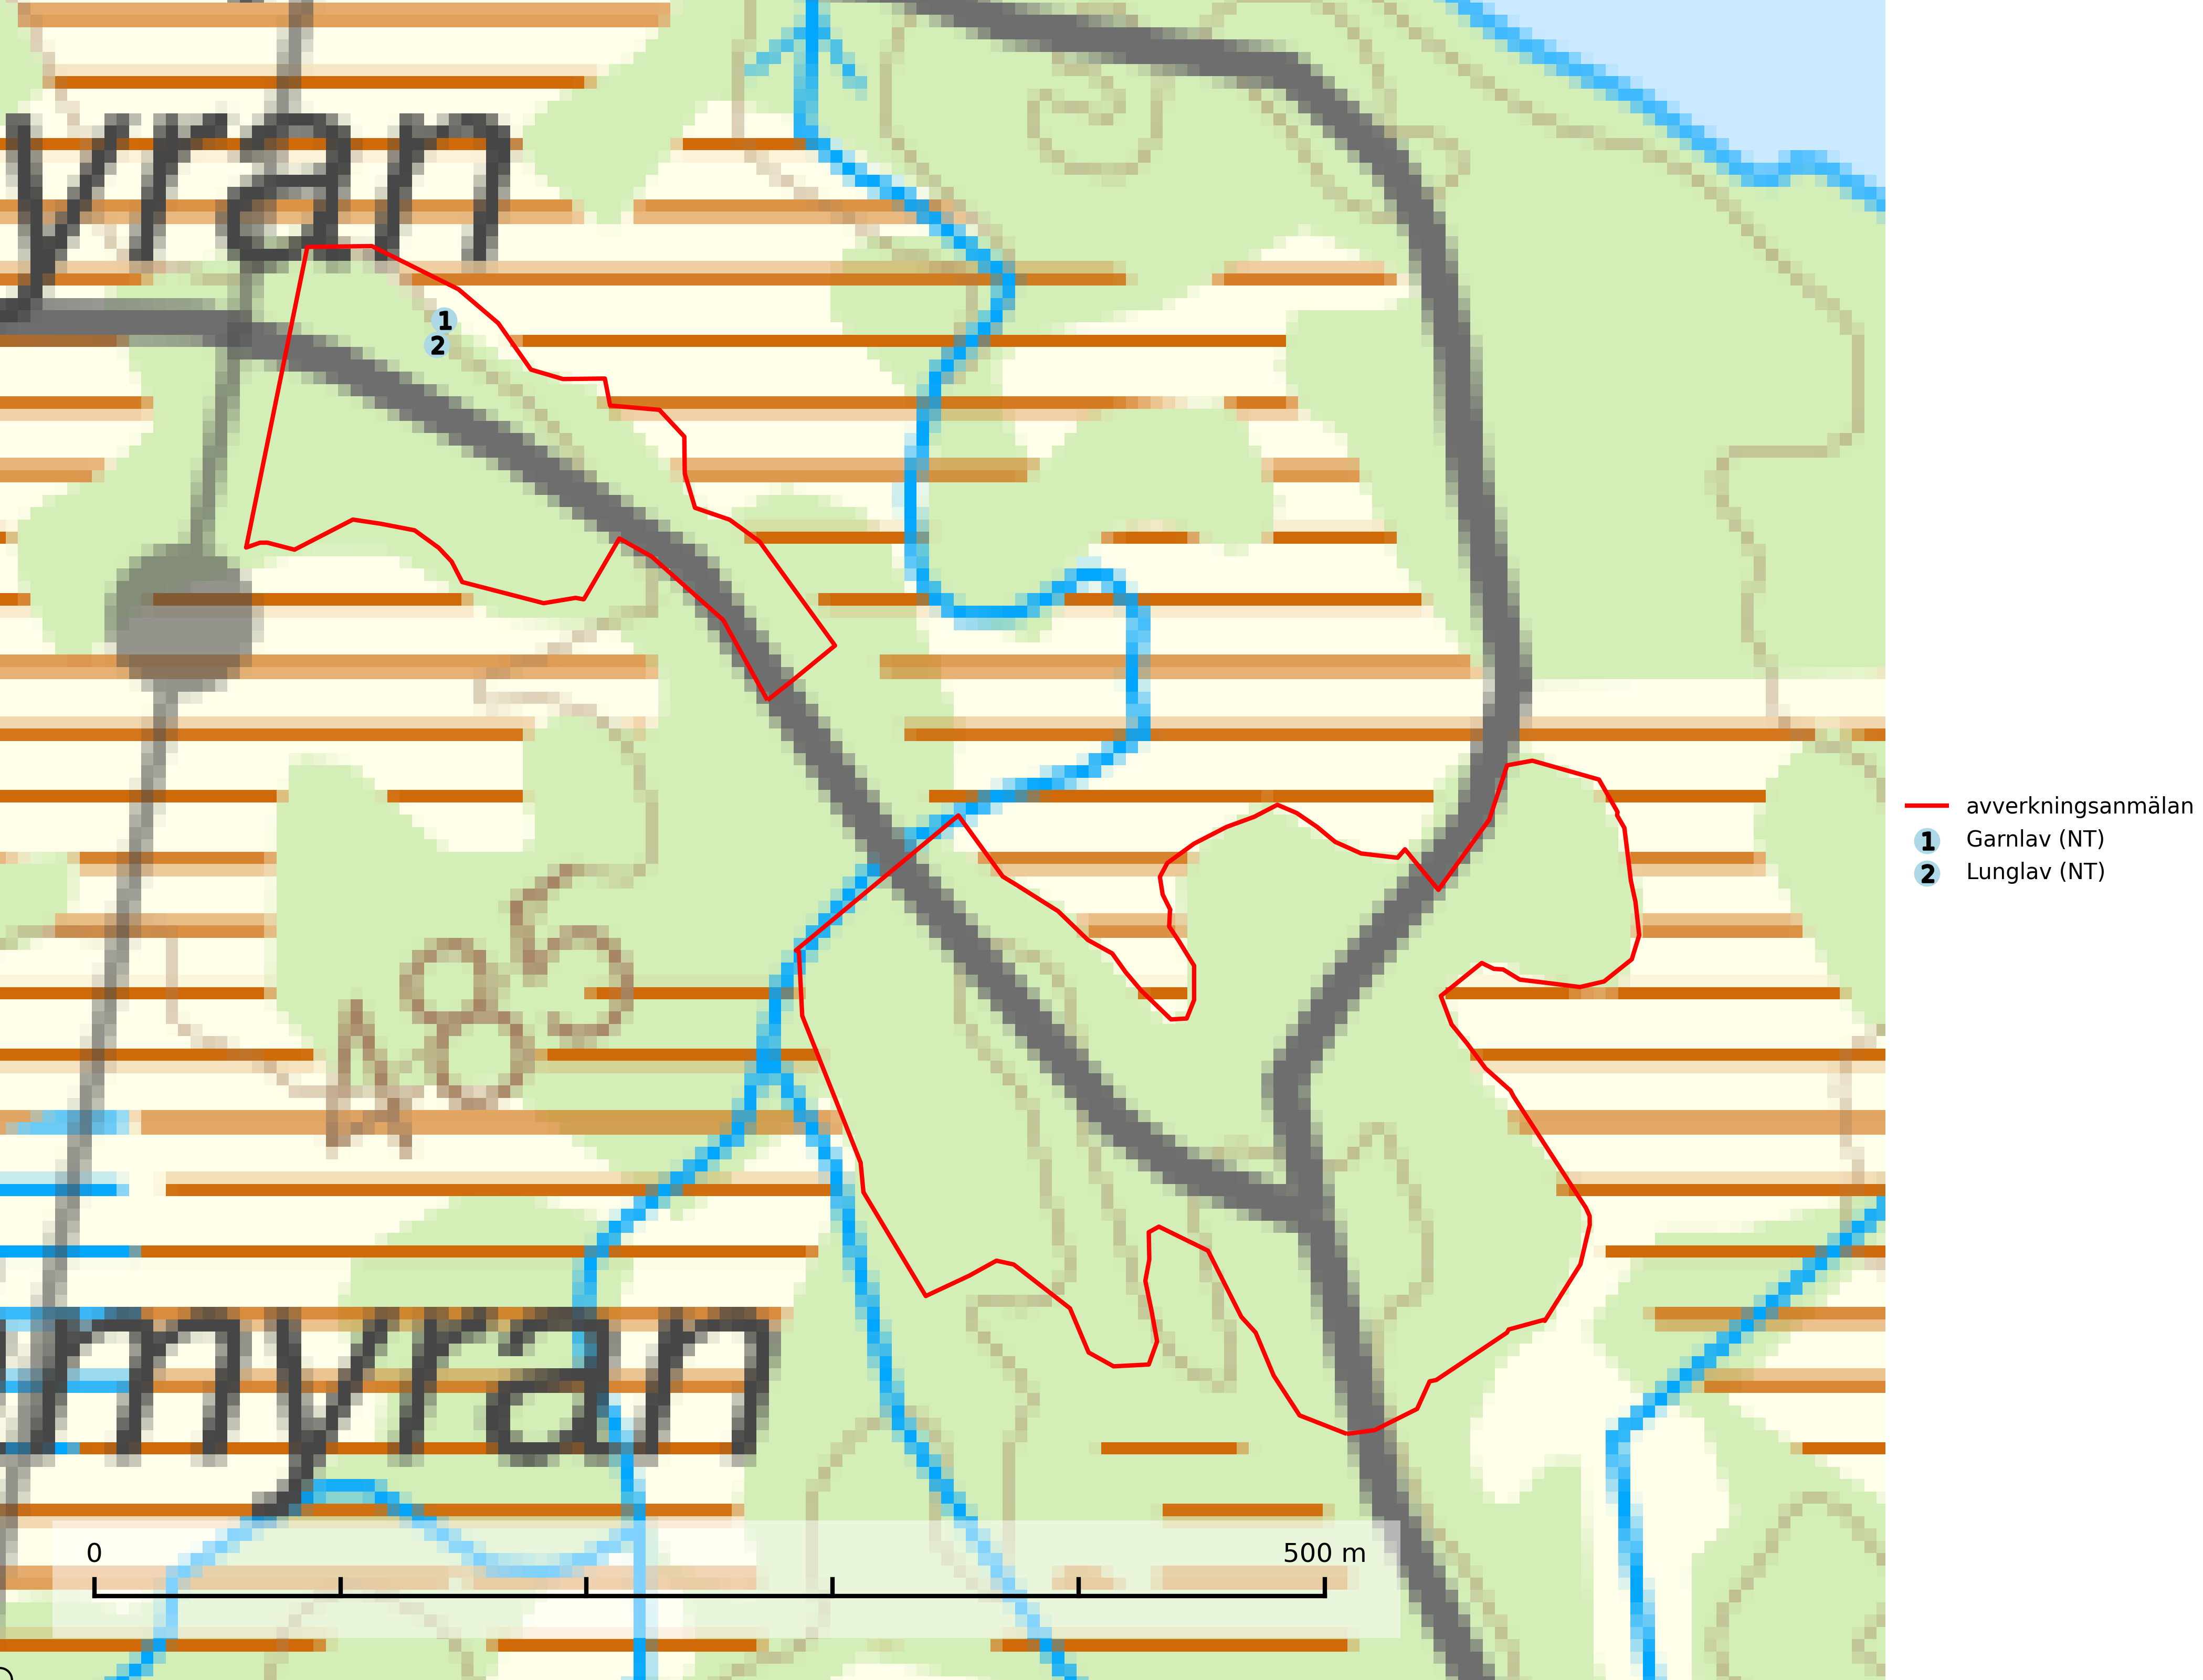 yran
1
2
485
myran
0 500 m
avverkningsanmälan
1 Garnlav (NT)
2 Lunglav (NT)